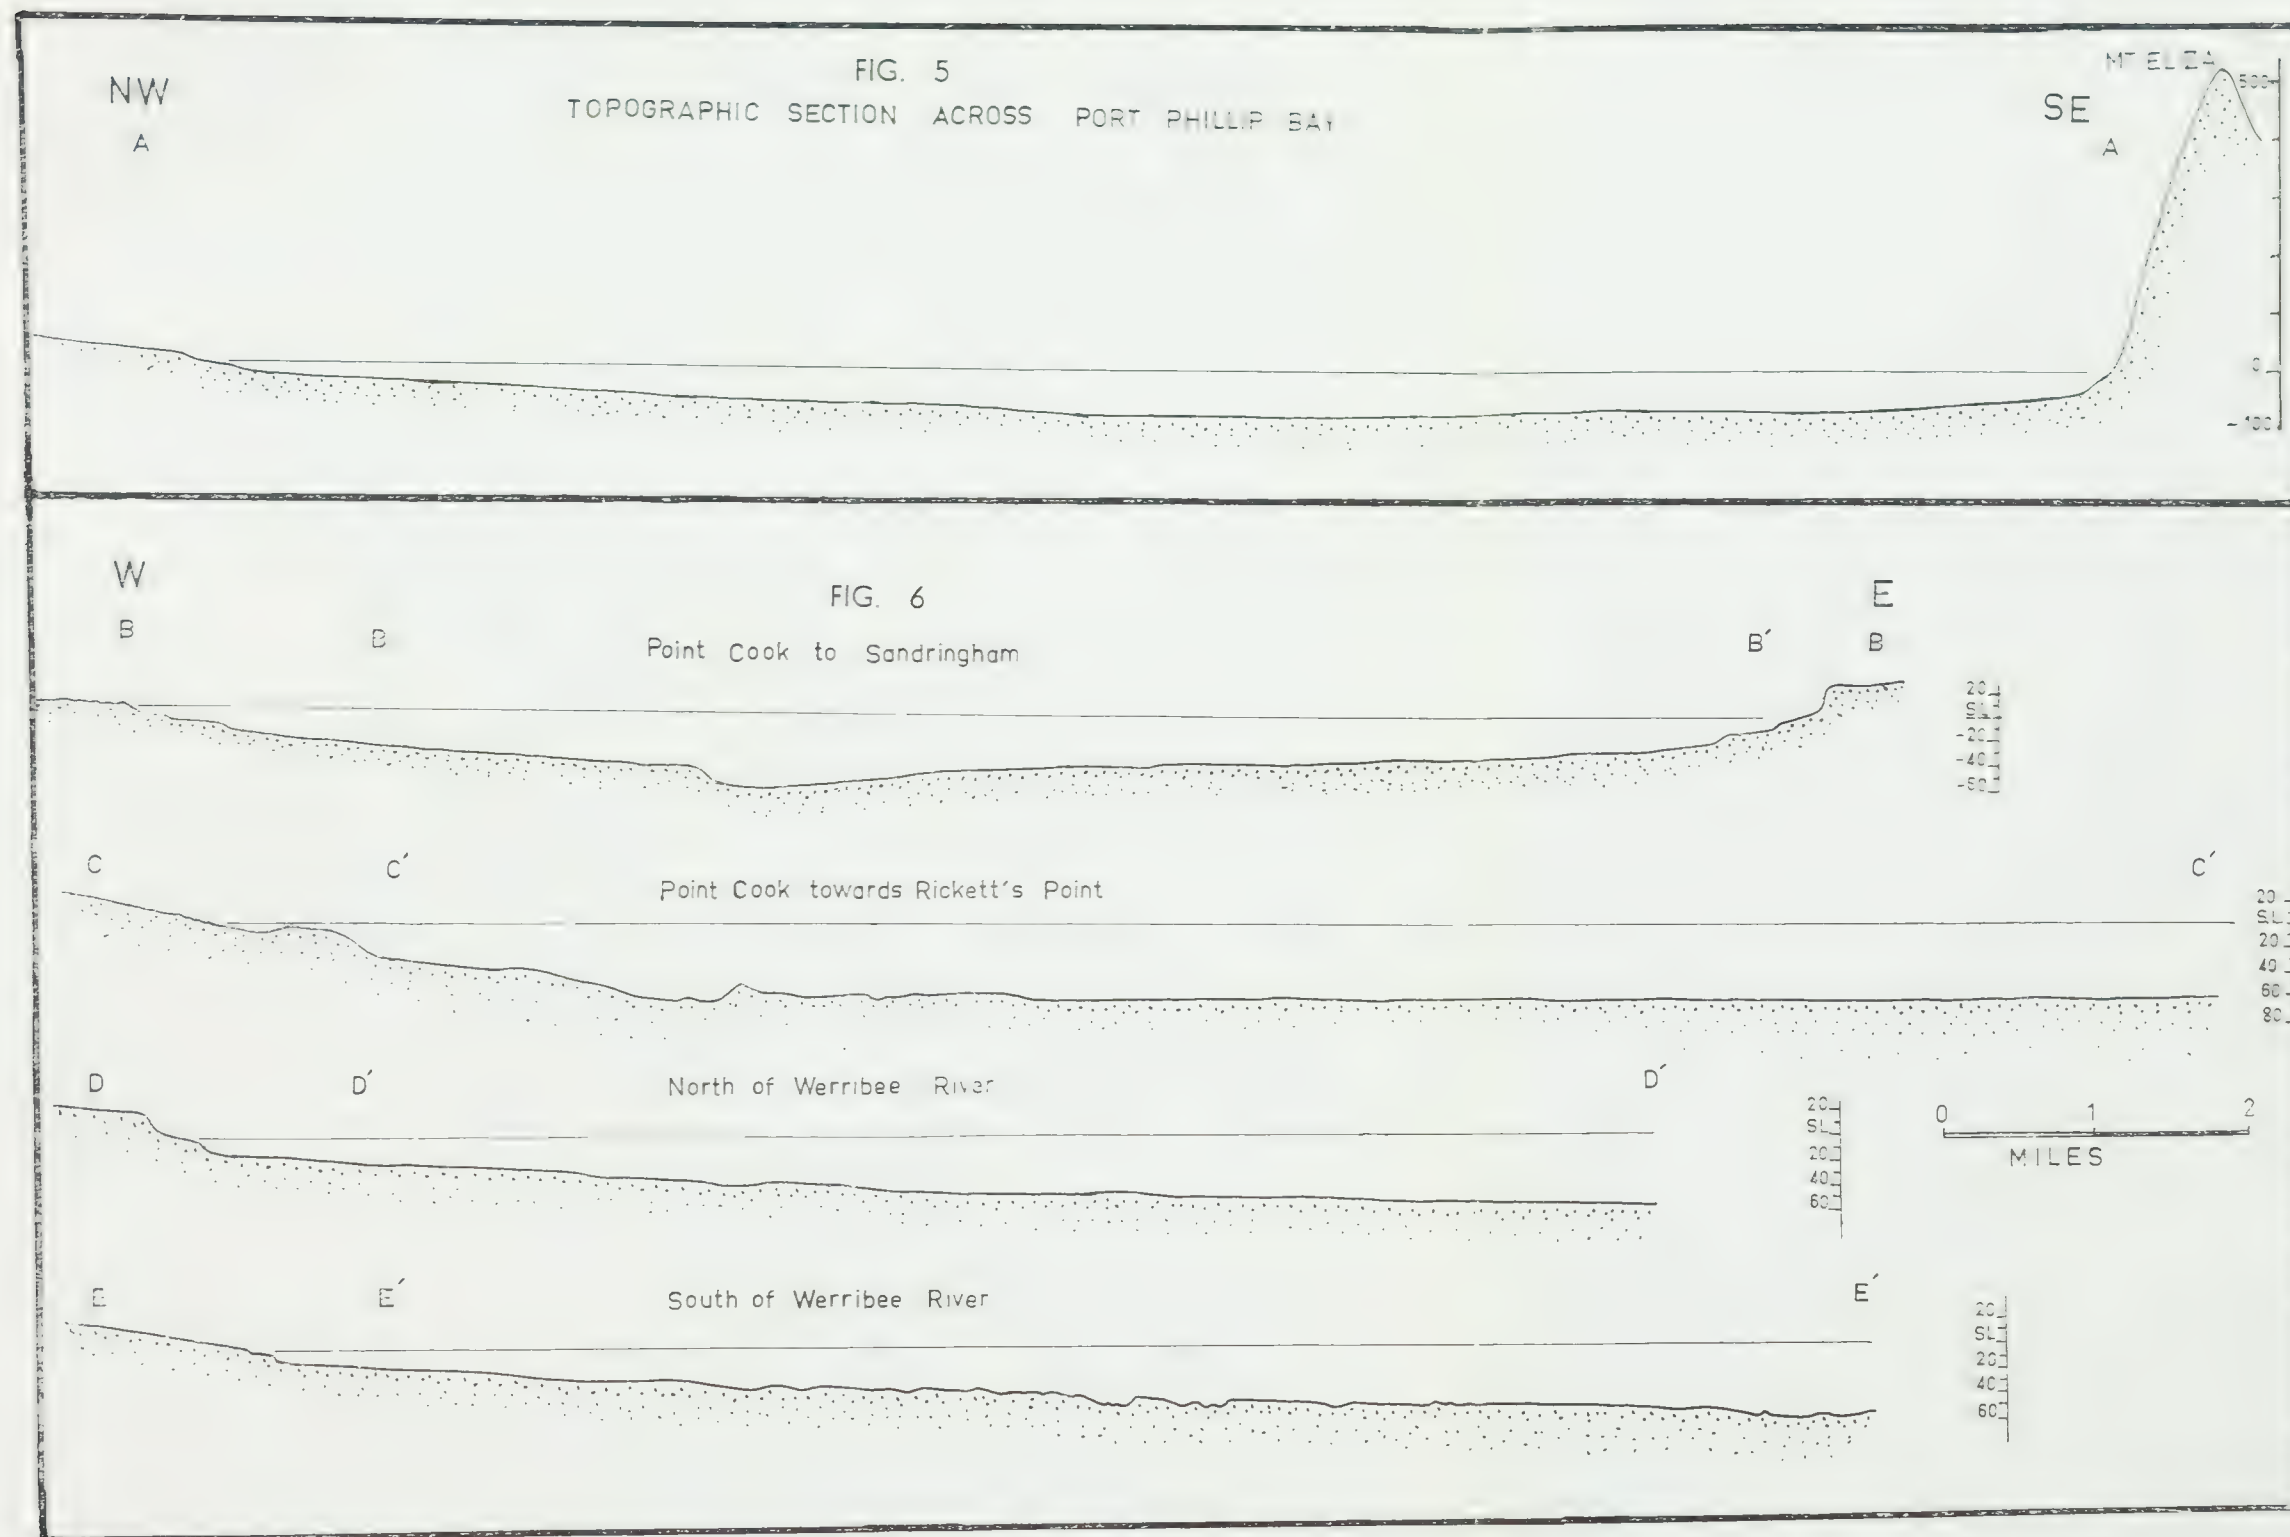 FIG. 5
TOPOGRAPHIC SECTION ACROSS PORT PHILLIP BAY
NW
A
MT ELIZA
SE
A
500
0
-100
FIG. 6
W
E
B
B
B´
B
Point Cook to Sandringham
20
SL
-20
-40
-60
C
C´
C´
Point Cook towards Rickett's Point
20
SL
20
40
60
80
D
D´
D´
North of Werribee River
20
SL
20
40
60
0 1 2
MILES
E
E´
E´
South of Werribee River
20
SL
20
40
60